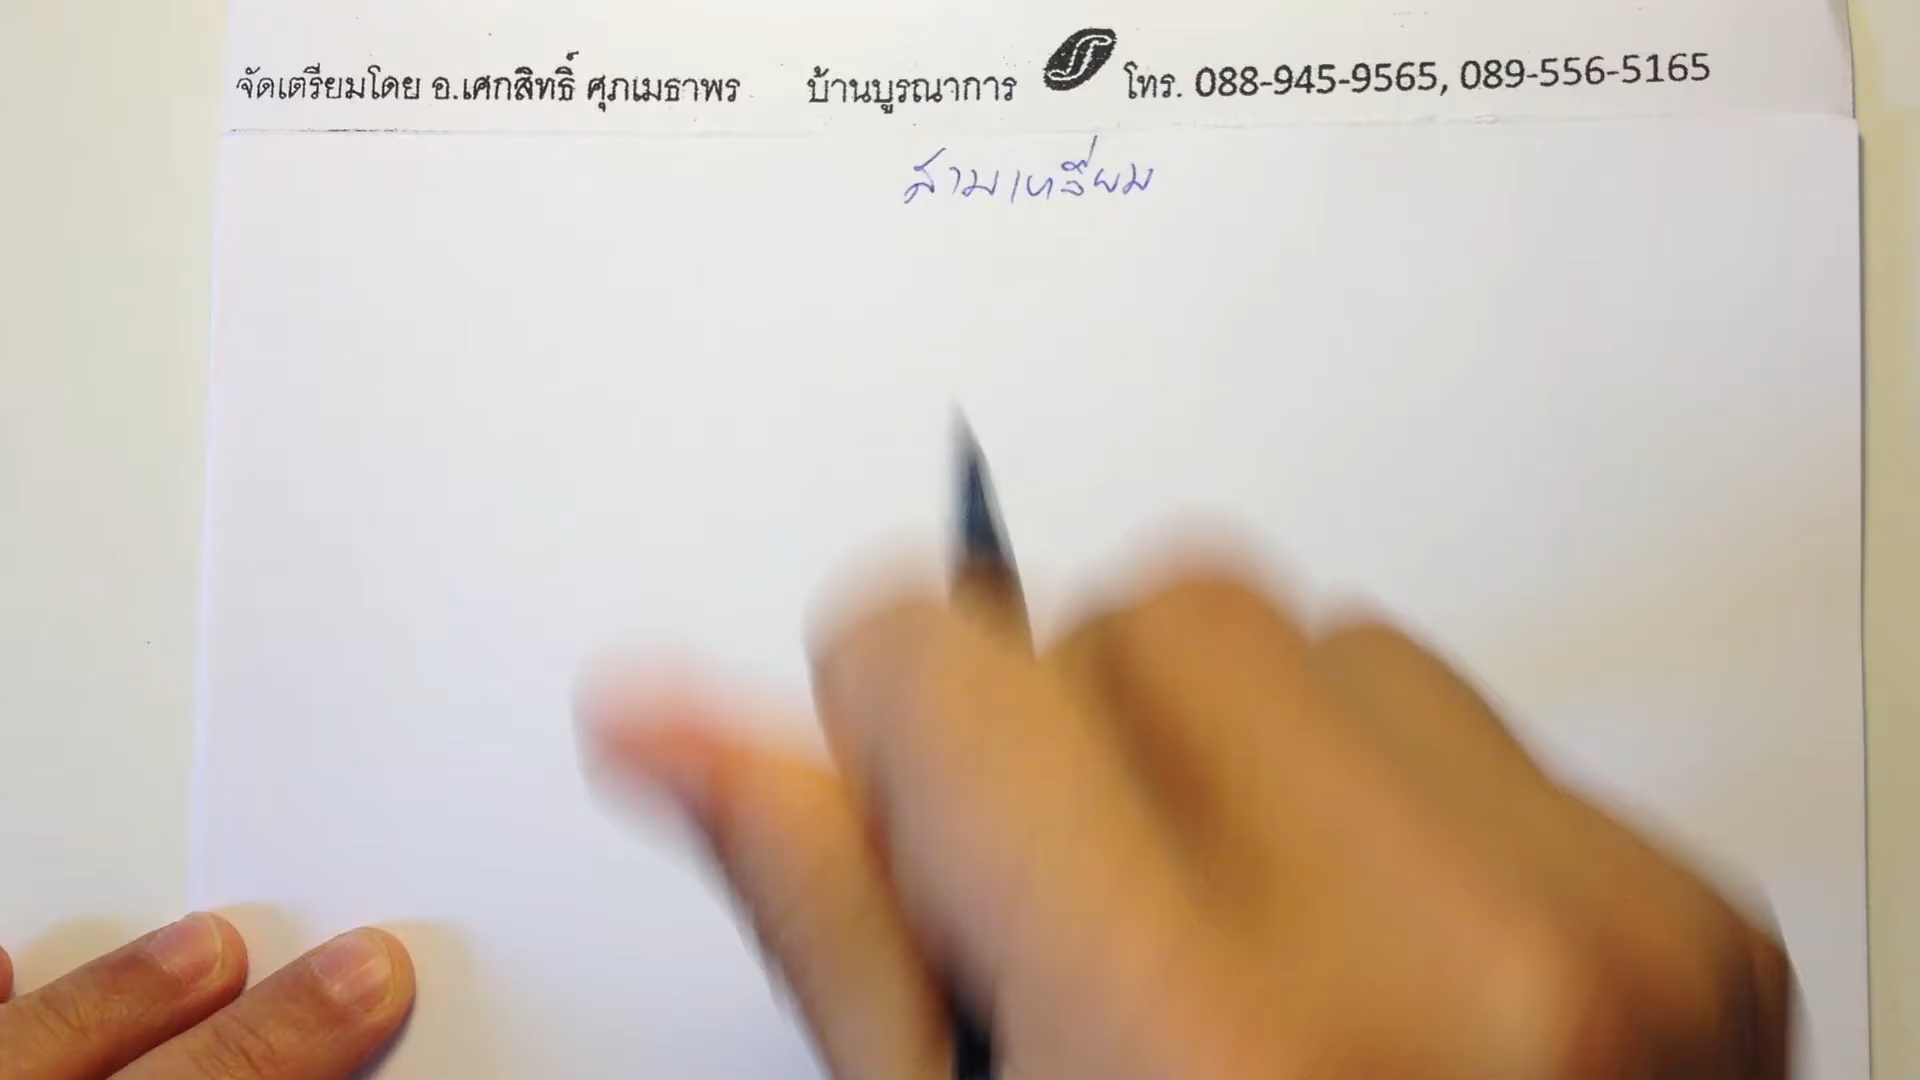 จัดเตรียมโดย อ.เศกสิทธิ์ ศุภเมธาพร บ้านบูรณาการ โทร. 088-945-9565, 089-556-5165
สามเหลี่ยม